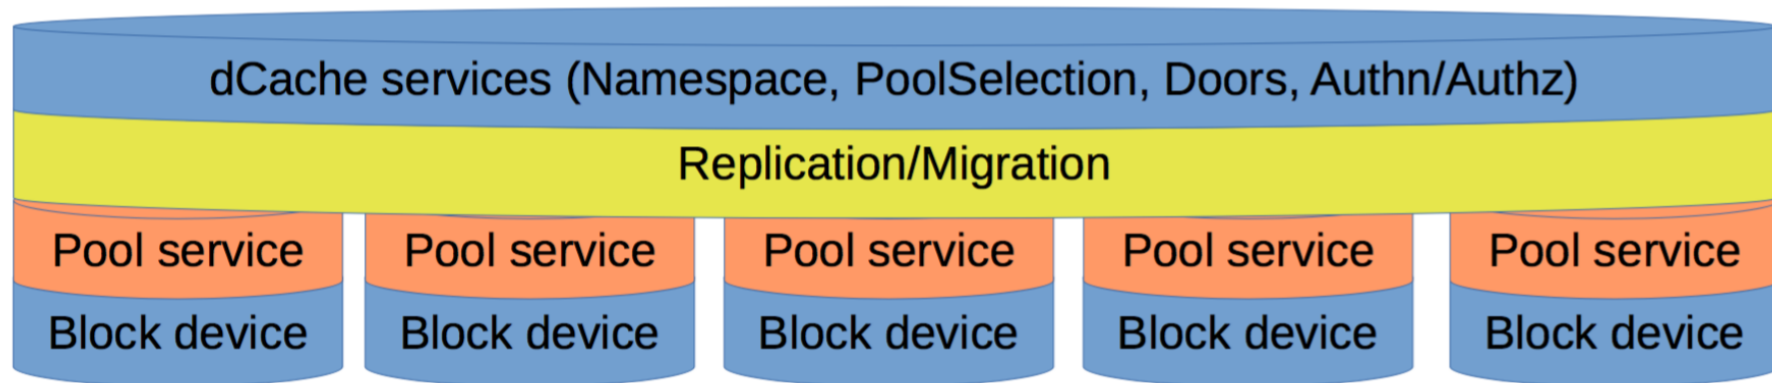 dCache services (Namespace, PoolSelection, Doors, Authn/Authz)
Replication/Migration
Pool service
Pool service
Pool service
Pool service
Pool service
Block device
Block device
Block device
Block device
Block device